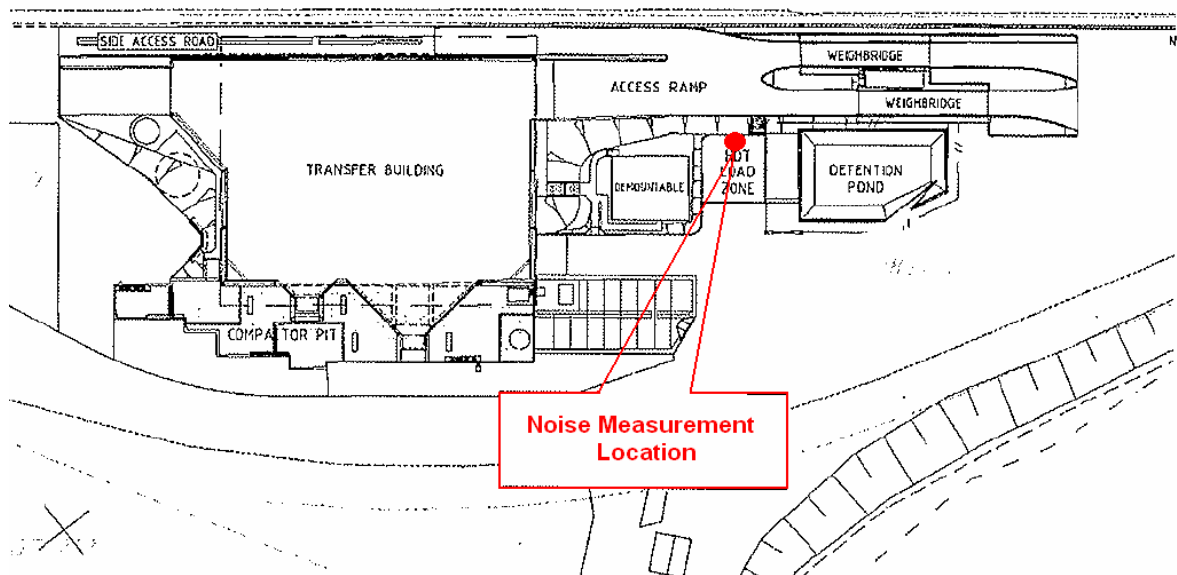 SIDE ACCESS ROAD
WEIGHBRIDGE
ACCESS RAMP
WEIGHBRIDGE
TRANSFER BUILDING
DEMOUNTABLE
HOT
LOAD
ZONE
DETENTION
POND
COMPACTOR PIT
Noise Measurement
Location